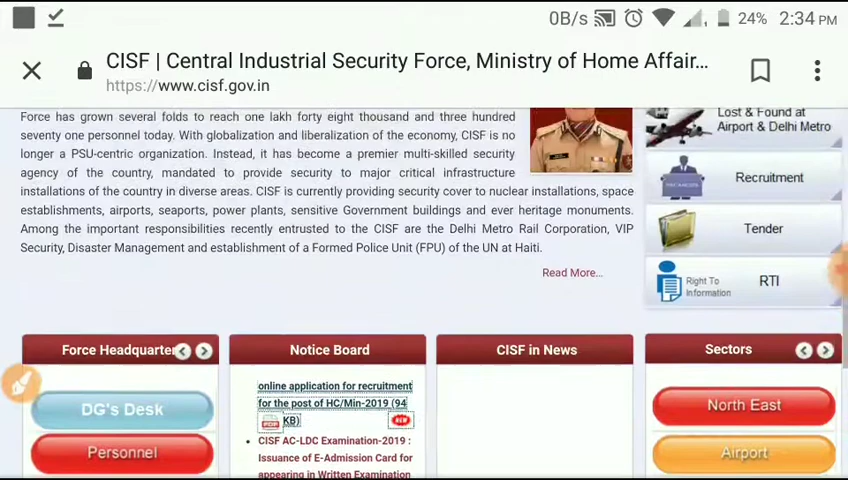 0B/s 24% 2:34 PM
CISF | Central Industrial Security Force, Ministry of Home Affair...
https://www.cisf.gov.in
Force has grown several folds to reach one lakh forty eight thousand and three hundred
seventy one personnel today. With globalization and liberalization of the economy, CISF is no
longer a PSU-centric organization. Instead, it has become a premier multi-skilled security
agency of the country, mandated to provide security to major critical infrastructure
installations of the country in diverse areas. CISF is currently providing security cover to nuclear installations, space
establishments, airports, seaports, power plants, sensitive Government buildings and ever heritage monuments.
Among the important responsibilities recently entrusted to the CISF are the Delhi Metro Rail Corporation, VIP
Security, Disaster Management and establishment of a Formed Police Unit (FPU) of the UN at Haiti.
Read More...
Lost & Found at
Airport & Delhi Metro
Recruitment
Tender
Right To
Information
RTI
Force Headquarter
DG's Desk
Personnel
Notice Board
online application for recruitment
for the post of HC/Min-2019 (94
PDF KB) NEW
CISF AC-LDC Examination-2019 :
Issuance of E-Admission Card for
appearing in Written Examination
CISF in News
Sectors
North East
Airport